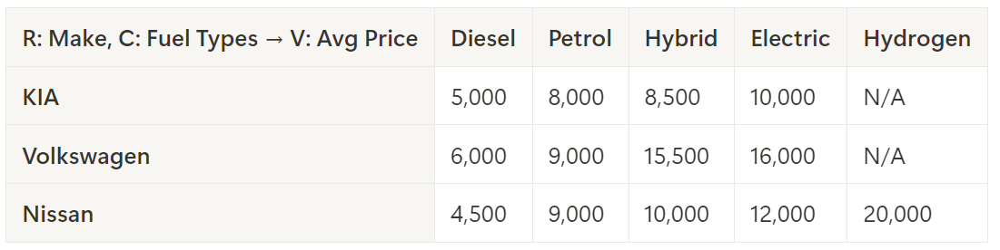 R: Make, C: Fuel Types → V: Avg Price Diesel Petrol Hybrid Electric Hydrogen
KIA 5,000 8,000 8,500 10,000 N/A
Volkswagen 6,000 9,000 15,500 16,000 N/A
Nissan 4,500 9,000 10,000 12,000 20,000